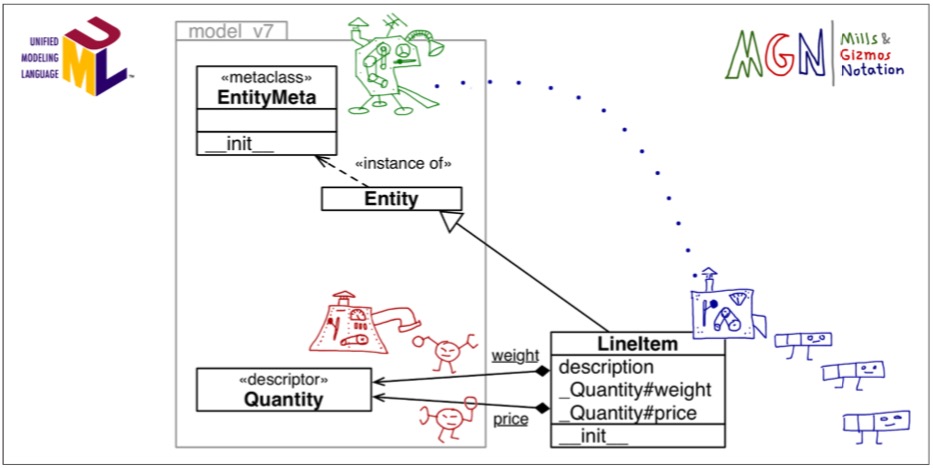 UNIFIED
MODELING
LANGUAGE
UML™
model_v7
MGN
Mills &
Gizmos
Notation
«metaclass»
EntityMeta
__init__
«instance of»
Entity
weight
LineItem
description
_Quantity#weight
_Quantity#price
__init__
«descriptor»
Quantity
price